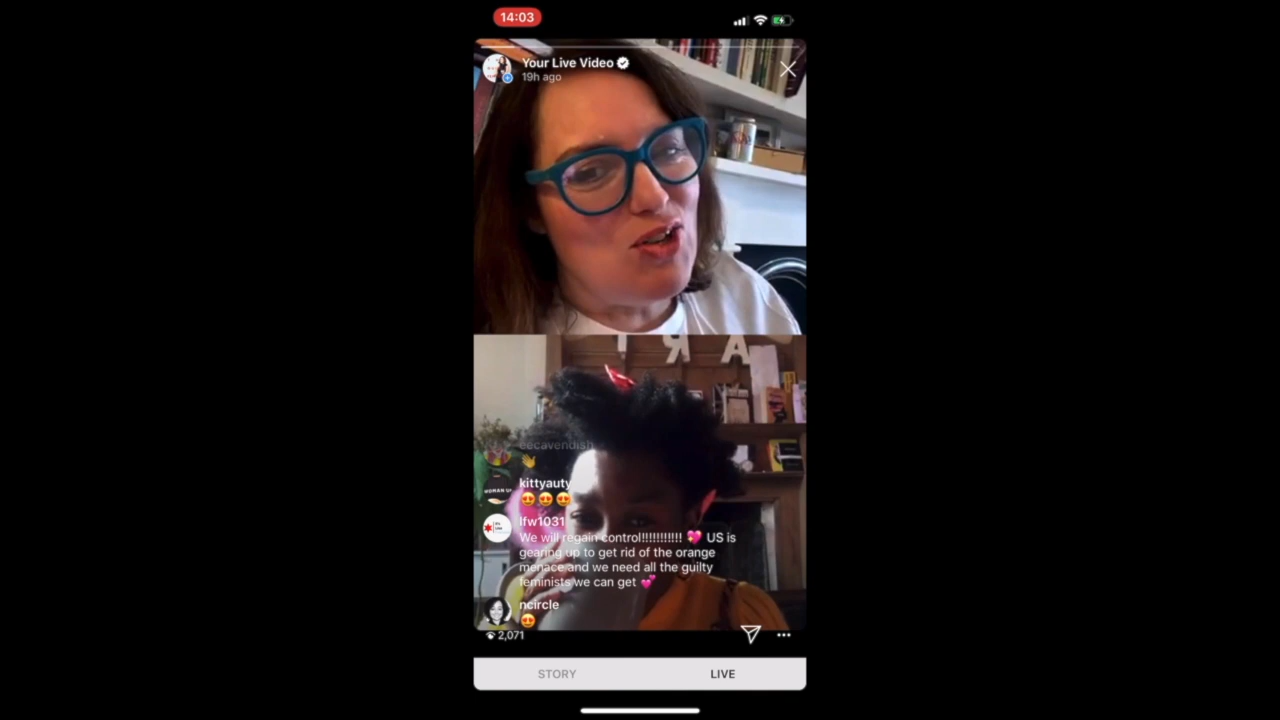 14:03
Your Live Video
19h ago
A R T
eecavendish
👋
kittyauty
😍😍😍
WOMAN UP
lfw1031
We will regain control!!!!!!!!!!! 💖 US is
gearing up to get rid of the orange
menace and we need all the guilty
feminists we can get 💕
ncircle
😍
2,071
STORY
LIVE